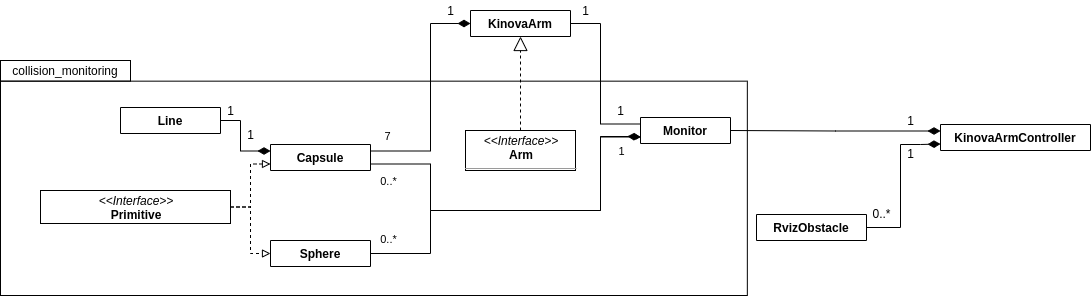 1
KinovaArm
1
collision_monitoring
Line
1
1
7
Capsule
0..*
<<Interface>>
Arm
1
Monitor
1
1
KinovaArmController
1
<<Interface>>
Primitive
0..*
Sphere
0..*
RvizObstacle